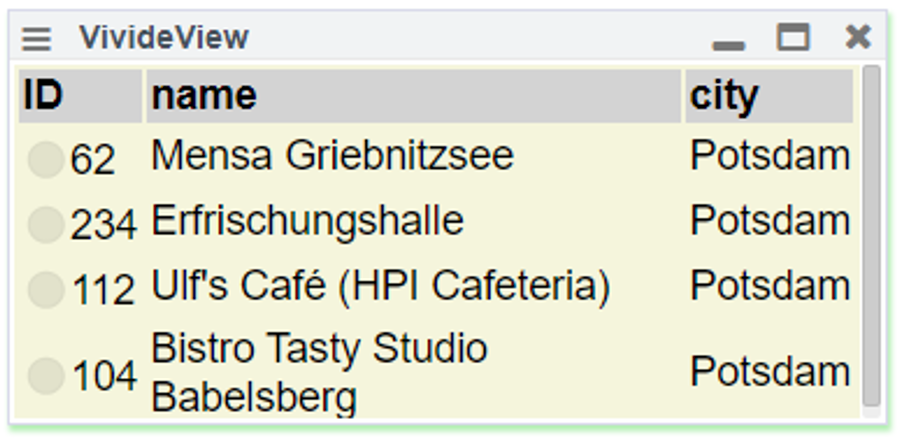 VivideView
ID name city
62 Mensa Griebnitzsee Potsdam
234 Erfrischungshalle Potsdam
112 Ulf's Café (HPI Cafeteria) Potsdam
104 Bistro Tasty Studio Potsdam
Babelsberg